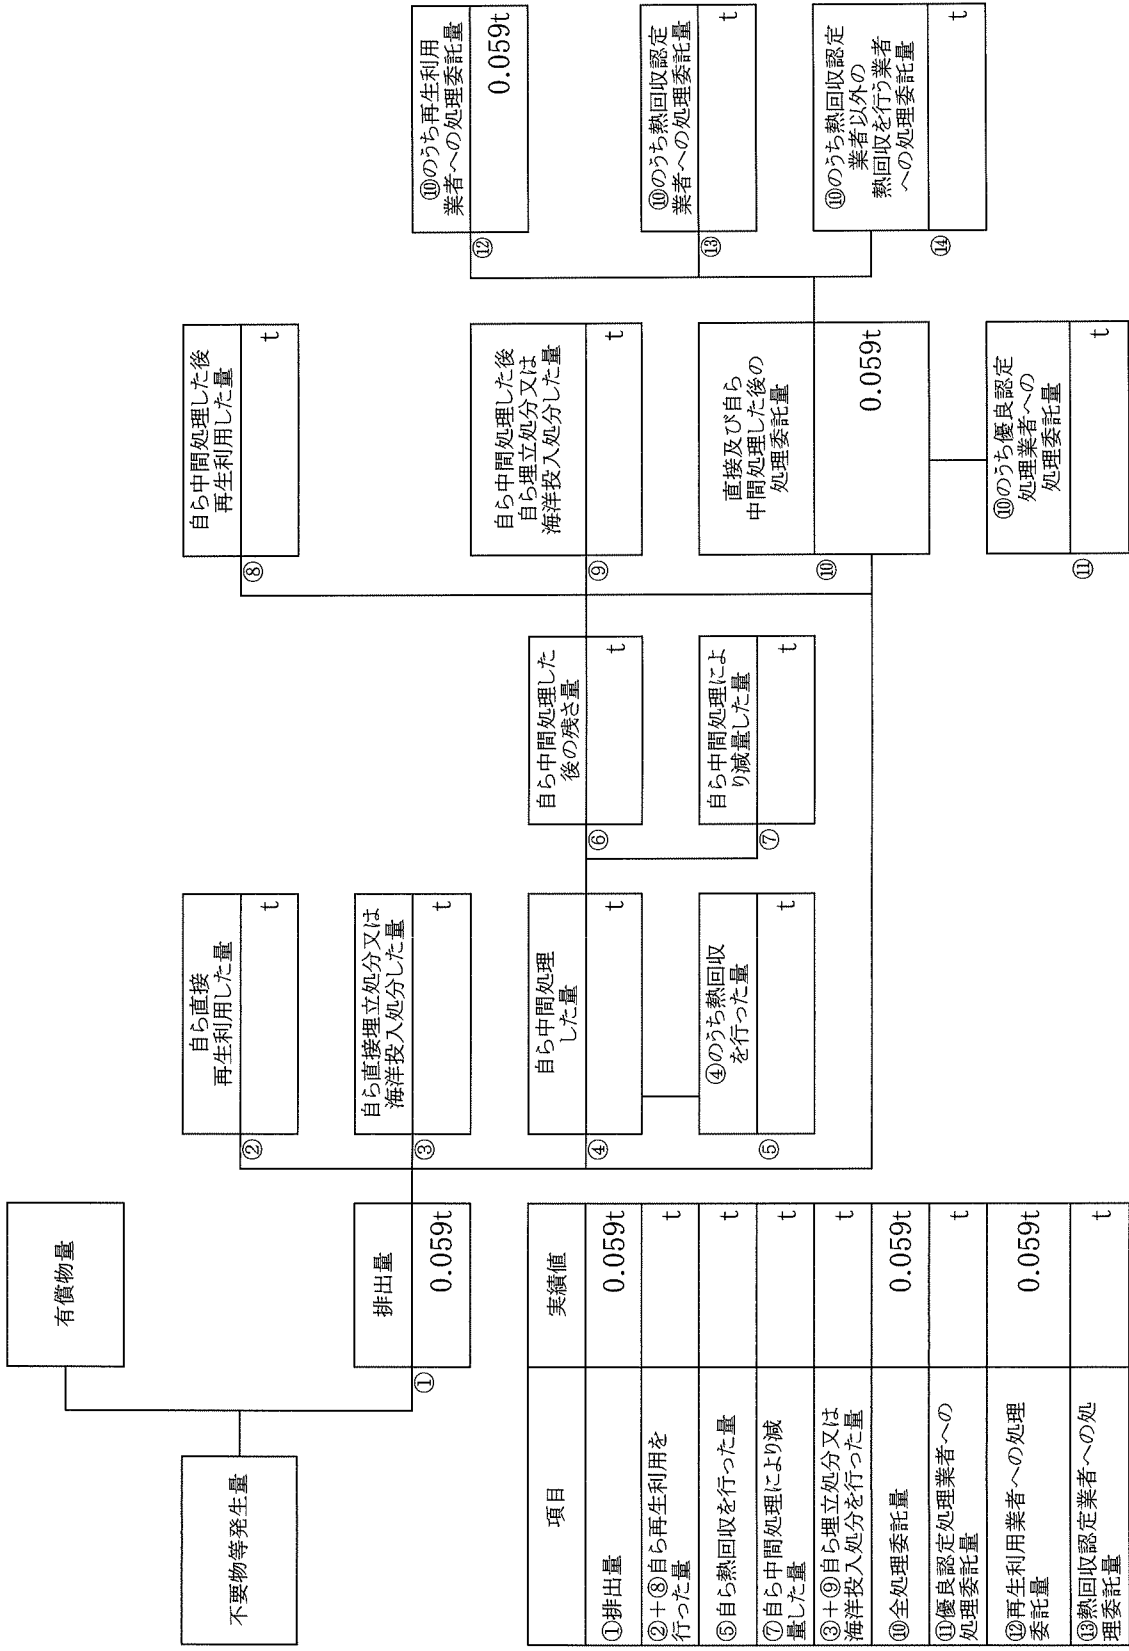 不要物等発生量
有償物量
①
排出量
0.059t
②
自ら直接
再生利用した量
t
③
自ら直接埋立処分又は
海洋投入処分した量
t
④
自ら中間処理
した量
t
⑤
④のうち熱回収
を行った量
t
⑥
自ら中間処理した
後の残さ量
t
⑦
自ら中間処理によ
り減量した量
t
⑧
自ら中間処理した後
再生利用した量
t
⑨
自ら中間処理した後
自ら埋立処分又は
海洋投入処分した量
t
⑩
直接及び自ら
中間処理した後の
処理委託量
0.059t
⑪
⑩のうち優良認定
処理業者への
処理委託量
t
⑫
⑩のうち再生利用
業者への処理委託量
0.059t
⑬
⑩のうち熱回収認定
業者への処理委託量
t
⑭
⑩のうち熱回収認定
業者以外の
熱回収を行う業者
への処理委託量
t
項目 実績値
①排出量 0.059t
②+⑧自ら再生利用を
行った量 t
⑤自ら熱回収を行った量 t
⑦自ら中間処理により減
量した量 t
③+⑨自ら埋立処分又は
海洋投入処分を行った量 t
⑩全処理委託量 0.059t
⑪優良認定処理業者への
処理委託量 t
⑫再生利用業者への処理
委託量 0.059t
⑬熱回収認定業者への処
理委託量 t